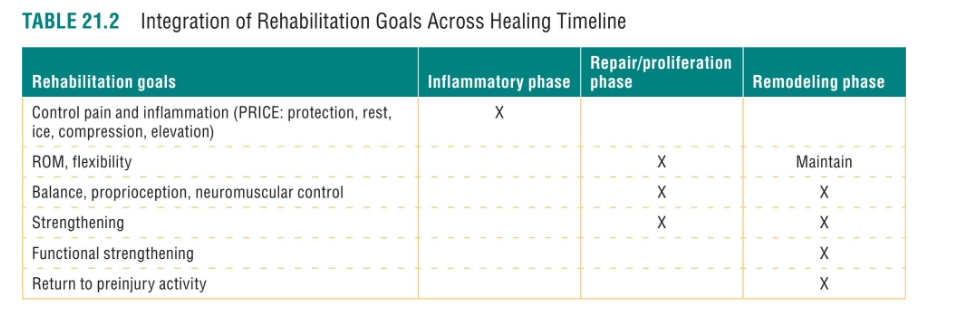 TABLE 21.2 Integration of Rehabilitation Goals Across Healing Timeline
Rehabilitation goals Inflammatory phase Repair/proliferation phase Remodeling phase
Control pain and inflammation (PRICE: protection, rest, X
ice, compression, elevation)
ROM, flexibility X Maintain
Balance, proprioception, neuromuscular control X X
Strengthening X X
Functional strengthening X
Return to preinjury activity X